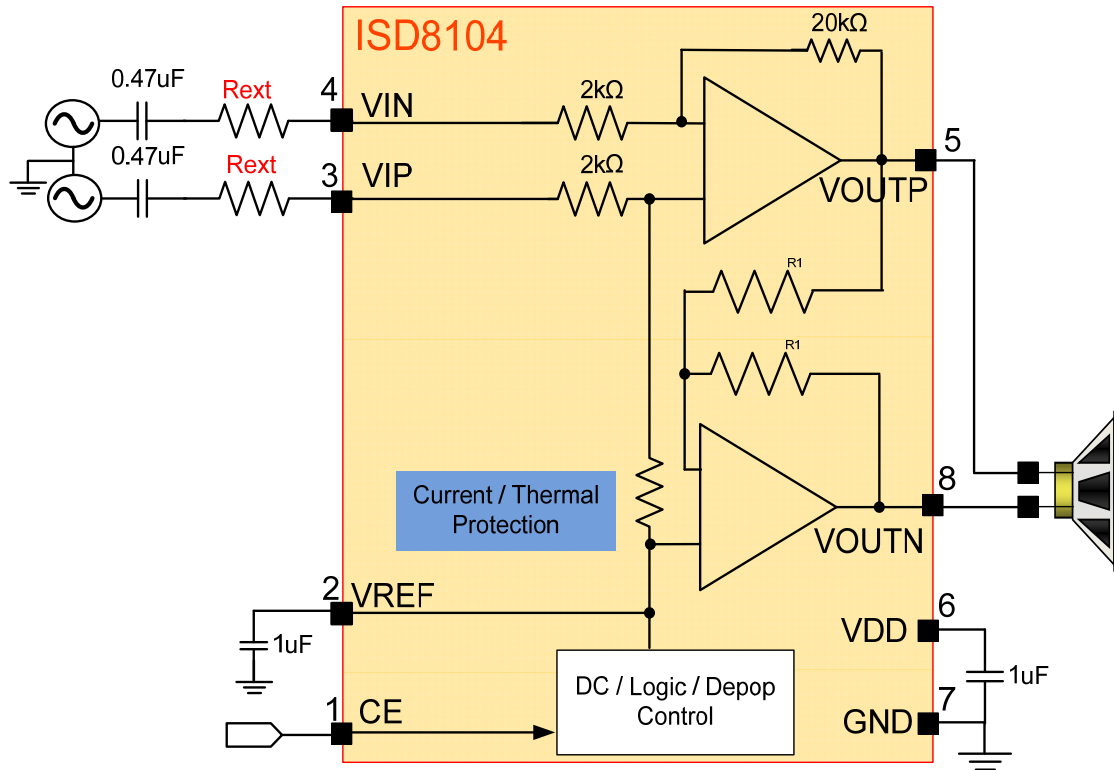 ISD8104
20kΩ
0.47uF
Rext
4
VIN
2kΩ
0.47uF
Rext
3
VIP
2kΩ
5
VOUTP
R1
R1
Current / Thermal
Protection
8
VOUTN
2
VREF
1uF
6
VDD
DC / Logic / Depop
Control
1uF
7
GND
1
CE